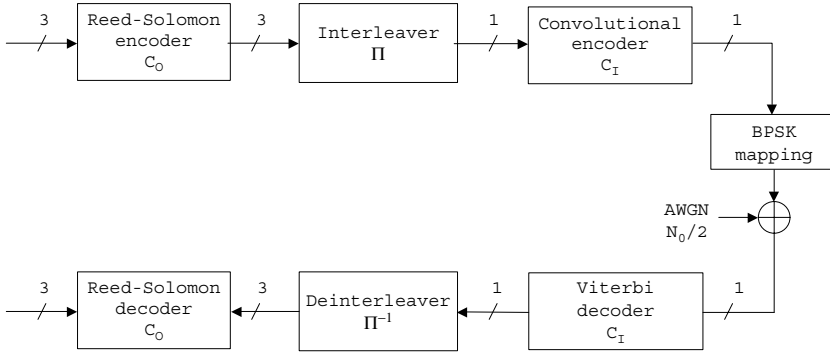 3
Reed-Solomon
encoder
C_O
3
Interleaver
Π
1
Convolutional
encoder
C_I
1
BPSK
mapping
AWGN
N_0/2
3
Reed-Solomon
decoder
C_O
3
Deinterleaver
Π^{-1}
1
Viterbi
decoder
C_I
1